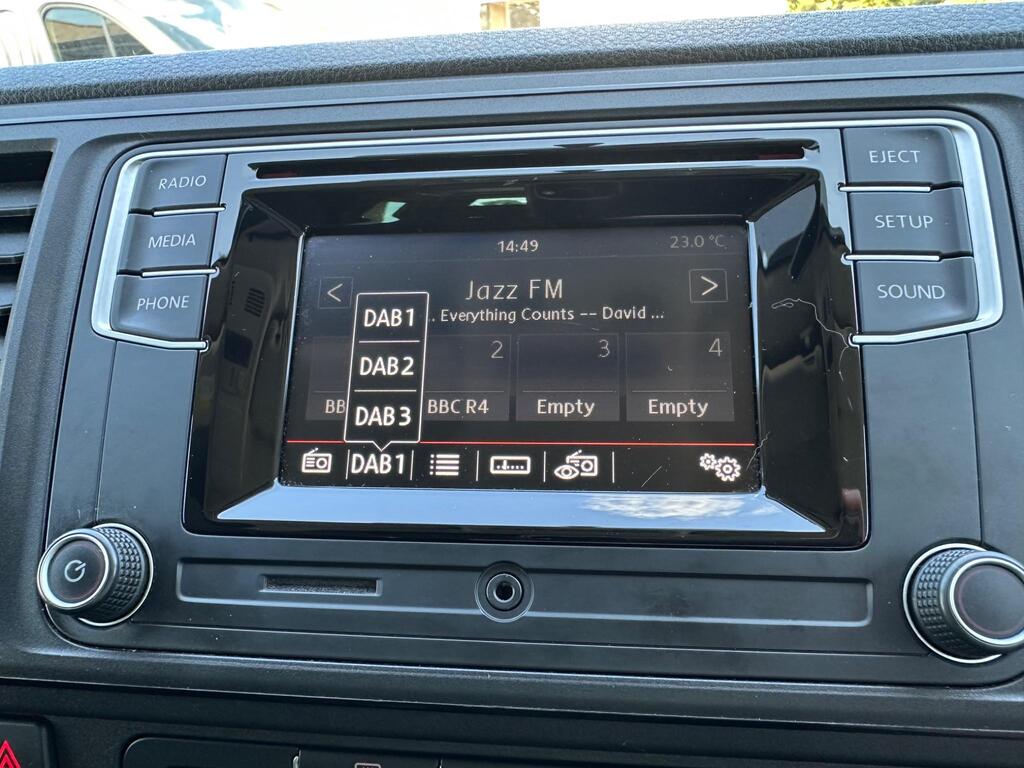 RADIO
MEDIA
PHONE
EJECT
SETUP
SOUND
14:49
23.0 °C
<
Jazz FM
>
. Everything Counts -- David ...
DAB1
DAB2
DAB3
2
3
4
BB
BBC R4
Empty
Empty
DAB1